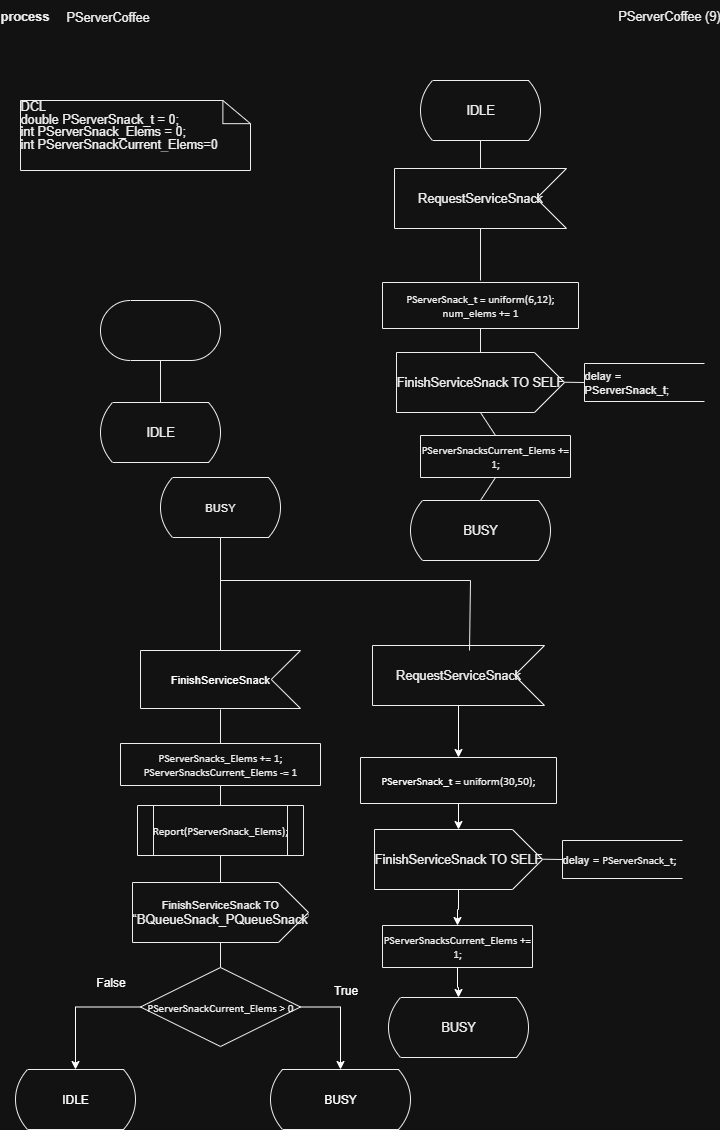 process PServerCoffee
PServerCoffee (9)
DCL
double PServerSnack_t = 0;
int PServerSnack_Elems = 0;
int PServerSnackCurrent_Elems=0
IDLE
RequestServiceSnack
PServerSnack_t = uniform(6,12);
num_elems += 1
FinishServiceSnack TO SELF
delay =
PServerSnack_t;
PServerSnacksCurrent_Elems +=
1;
BUSY
IDLE
BUSY
FinishServiceSnack
PServerSnacks_Elems += 1;
PServerSnacksCurrent_Elems -= 1
Report(PServerSnack_Elems);
FinishServiceSnack TO
"BQueueSnack_PQueueSnack
PServerSnackCurrent_Elems > 0
False
True
IDLE
BUSY
RequestServiceSnack
PServerSnack_t = uniform(30,50);
FinishServiceSnack TO SELF
delay = PServerSnack_t;
PServerSnacksCurrent_Elems +=
1;
BUSY